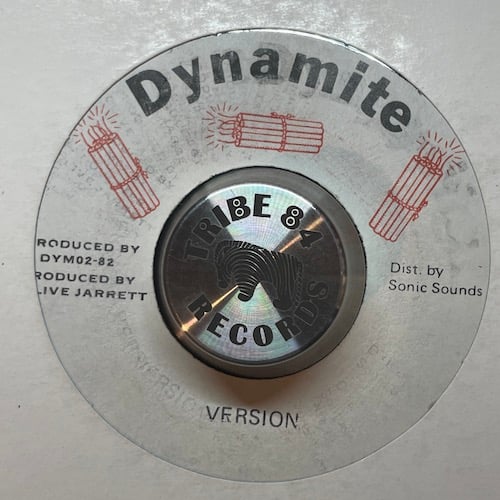 Dynamite
RODUCED BY
DYM02-82
RODUCED BY
LIVE JARRETT
TRIBE 84
RECORDS
Dist. by
Sonic Sounds
VERSION